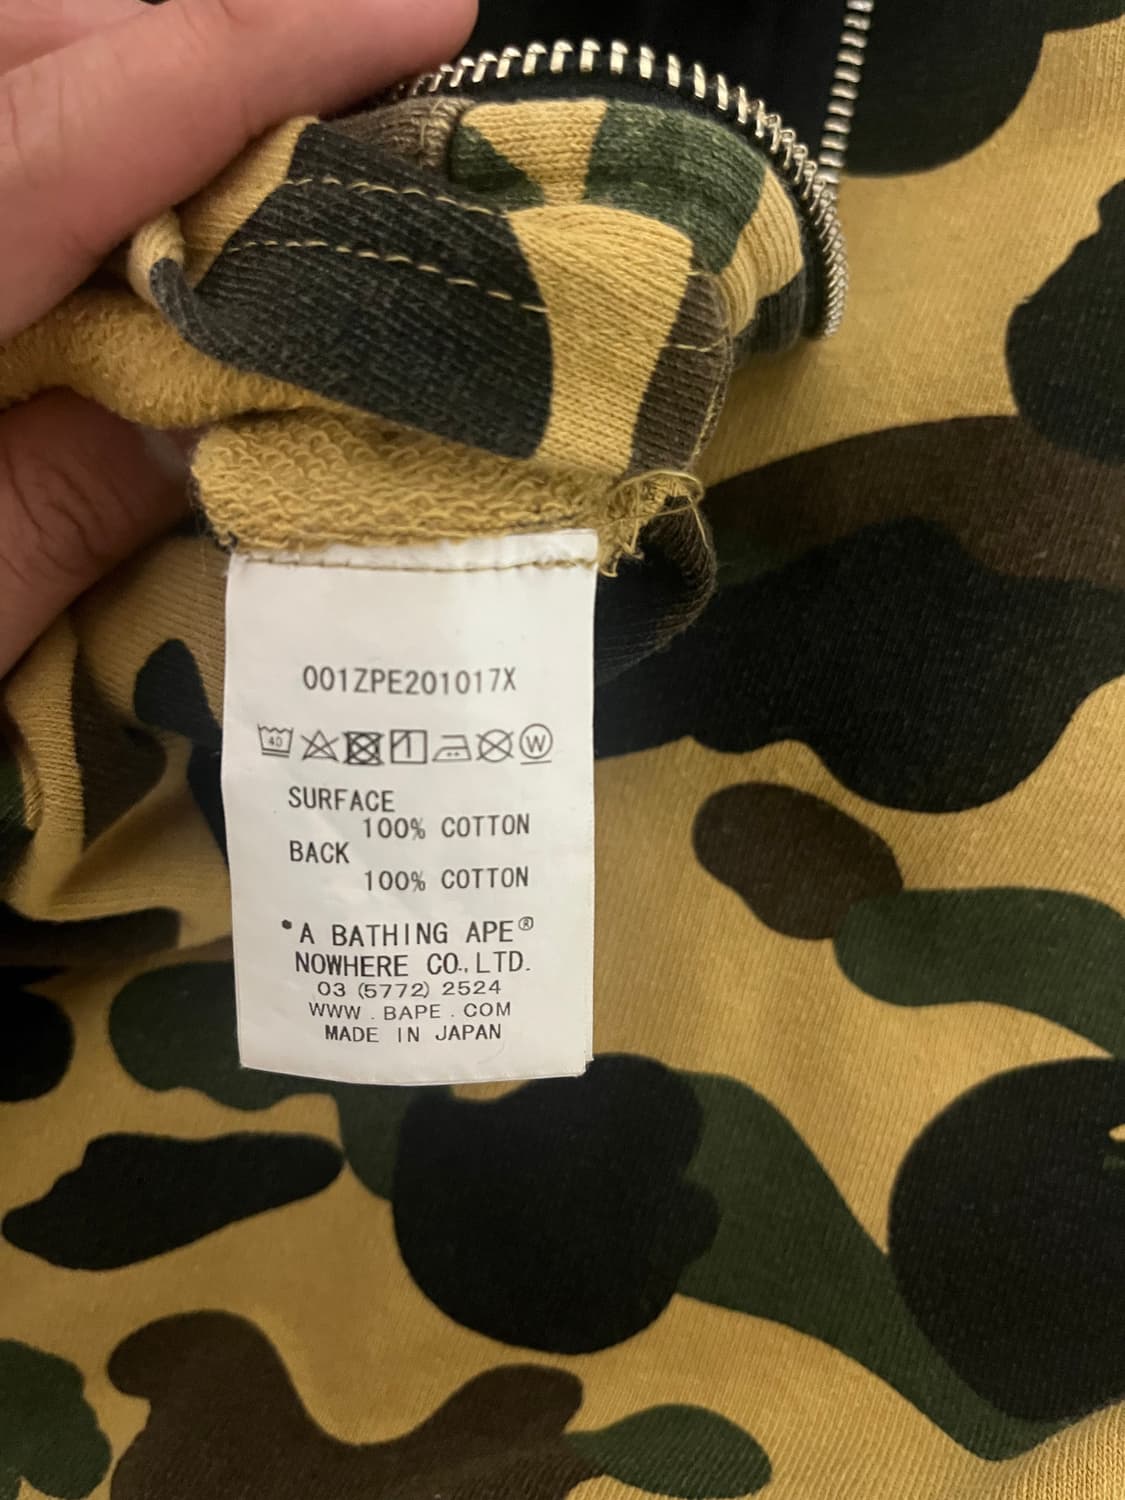 001ZPE201017X
40 W
SURFACE
100% COTTON
BACK
100% COTTON
*A BATHING APE®
NOWHERE CO., LTD.
03 (5772) 2524
WWW . BAPE . COM
MADE IN JAPAN